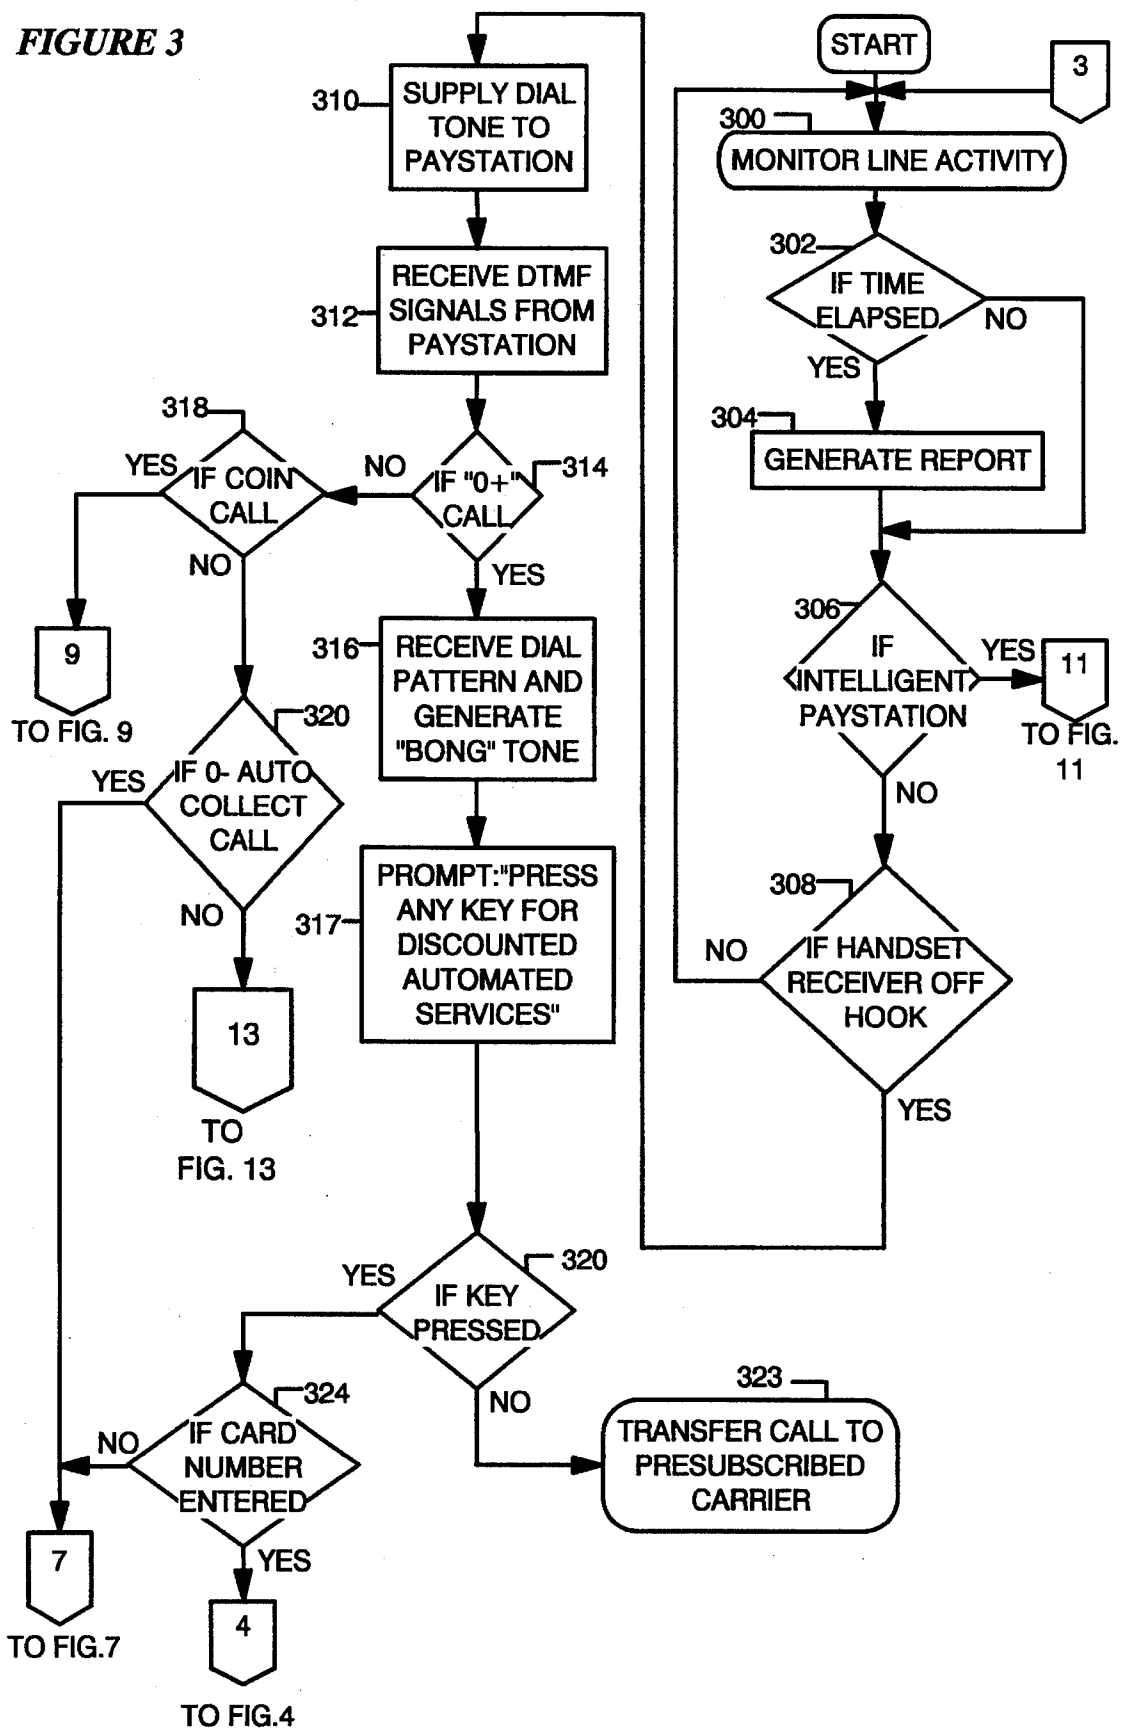 FIGURE 3
START
3
300
MONITOR LINE ACTIVITY
302
IF TIME
ELAPSED
NO
YES
304
GENERATE REPORT
306
IF
INTELLIGENT
PAYSTATION
YES
11
TO FIG.
11
NO
308
IF HANDSET
RECEIVER OFF
HOOK
NO
YES
310
SUPPLY DIAL
TONE TO
PAYSTATION
312
RECEIVE DTMF
SIGNALS FROM
PAYSTATION
314
IF "0+"
CALL
NO
YES
318
IF COIN
CALL
YES
NO
9
TO FIG. 9
320
IF 0- AUTO
COLLECT
CALL
YES
NO
13
TO
FIG. 13
316
RECEIVE DIAL
PATTERN AND
GENERATE
"BONG" TONE
317
PROMPT:"PRESS
ANY KEY FOR
DISCOUNTED
AUTOMATED
SERVICES"
320
IF KEY
PRESSED
YES
NO
323
TRANSFER CALL TO
PRESUBSCRIBED
CARRIER
324
IF CARD
NUMBER
ENTERED
NO
YES
7
TO FIG.7
4
TO FIG.4